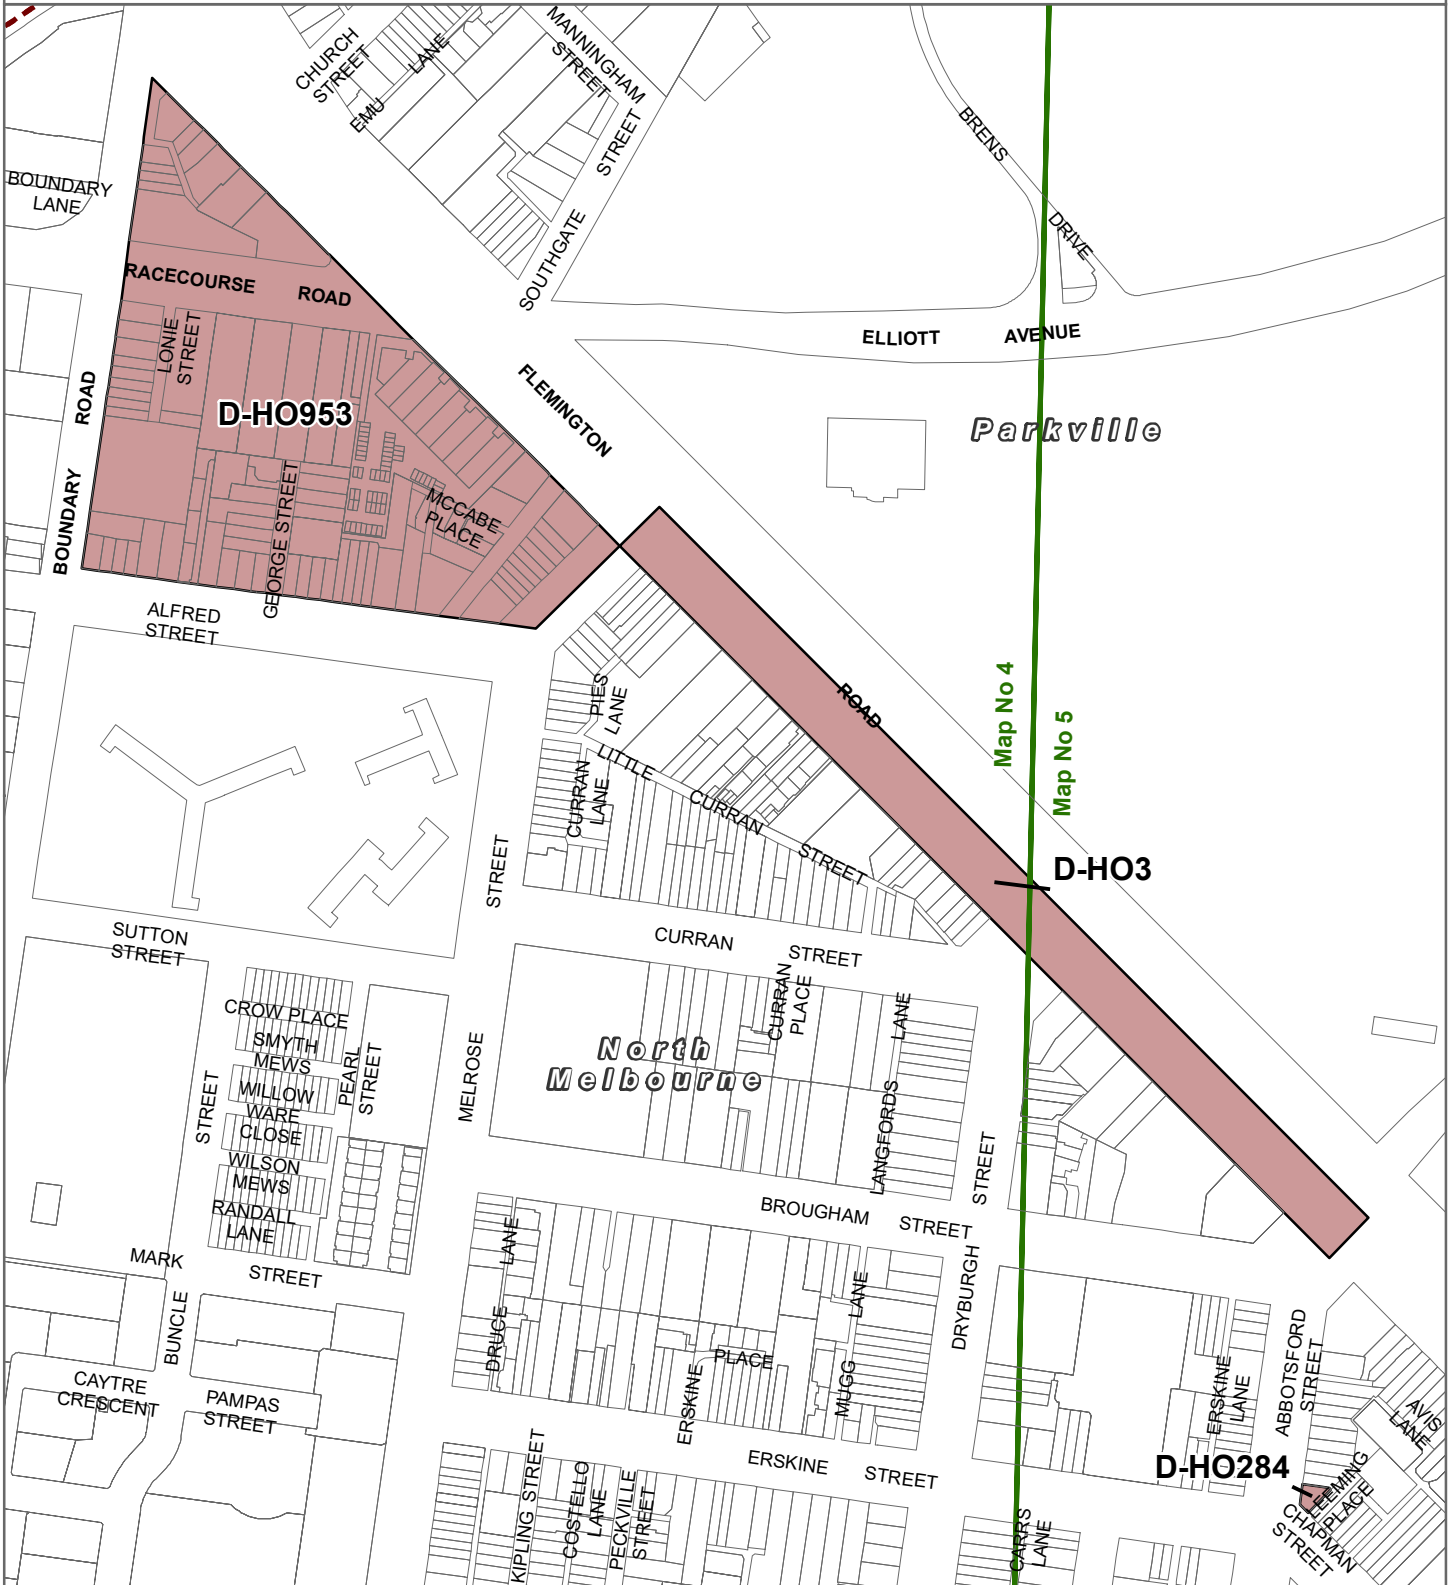 MANNINGHAM
STREET
CHURCH
STREET
EMU
LANE
STREET
SOUTHGATE
BRENS
DRIVE
BOUNDARY
LANE
RACECOURSE
ROAD
LONIE
STREET
ELLIOTT
AVENUE
FLEMINGTON
ROAD
BOUNDARY
D-HO953
Parkville
GEORGE STREET
MCCABE
PLACE
ALFRED
STREET
PIES
LANE
ROAD
Map No 4
Map No 5
LITTLE
CURRAN
STREET
CURRAN
LANE
STREET
MELROSE
D-HO3
SUTTON
STREET
CURRAN
STREET
CURRAN
PLACE
LANE
LANGFORDS
CROW PLACE
SMYTH
MEWS
WILLOW
WARE
CLOSE
WILSON
MEWS
RANDALL
LANE
PEARL
STREET
STREET
BUNCLE
North
Melbourne
STREET
DRYBURGH
BROUGHAM
STREET
MARK
STREET
LANE
DRUCE
LANE
MUGG
ERSKINE
PLACE
CAYTRE
CRESCENT
PAMPAS
STREET
ERSKINE
STREET
ERSKINE
LANE
ABBOTSFORD
STREET
AVIS
LANE
D-HO284
LEEMING
PLACE
CHAPMAN
STREET
KIPLING STREET
COSTELLO
LANE
PECKVILLE
STREET
CARRS
LANE